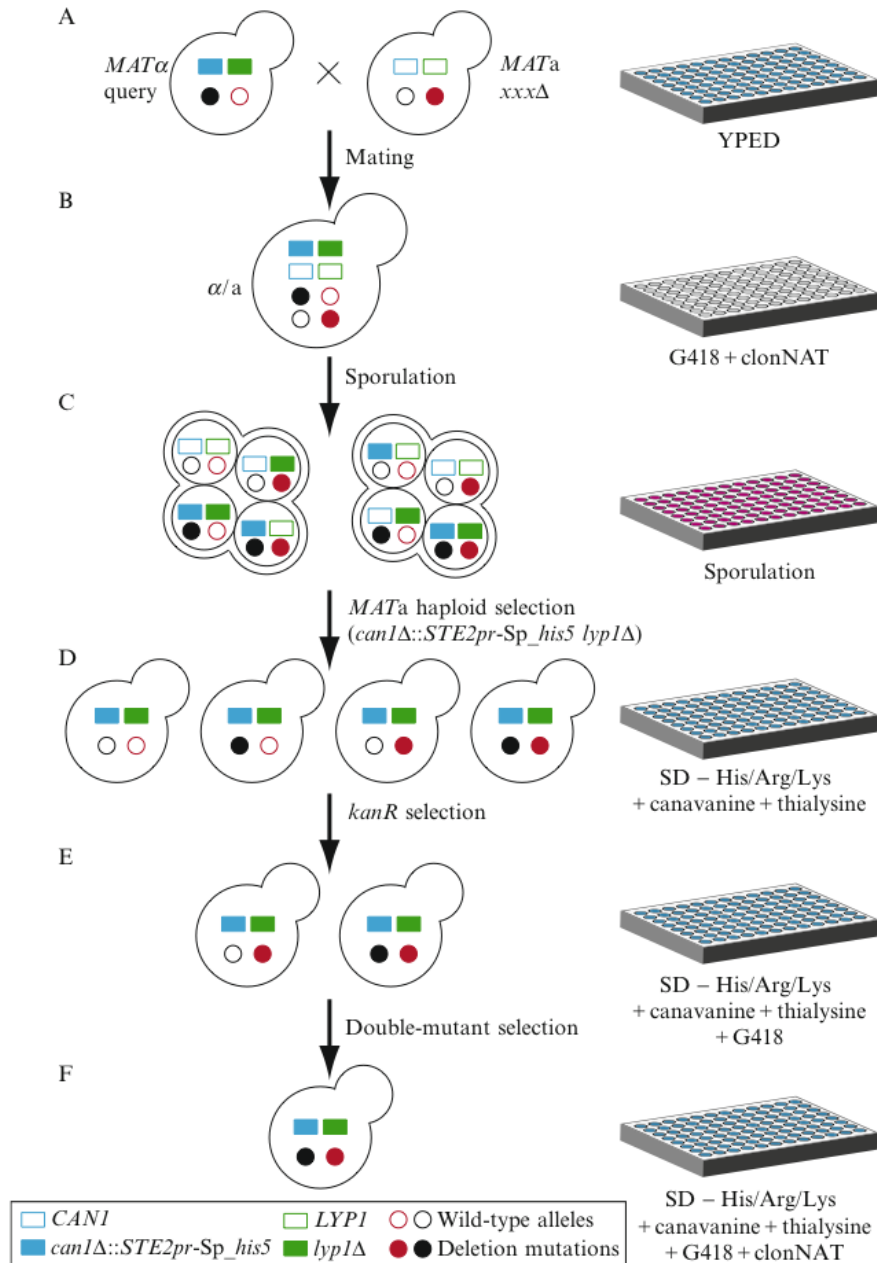 A
MATα
query
MATa
xxxΔ
YPED
Mating
B
α/a
G418 + clonNAT
Sporulation
C
Sporulation
MATa haploid selection
(can1Δ::STE2pr-Sp_his5 lyp1Δ)
D
SD – His/Arg/Lys
+ canavanine + thialysine
kanR selection
E
SD – His/Arg/Lys
+ canavanine + thialysine
+ G418
Double-mutant selection
F
SD – His/Arg/Lys
+ canavanine + thialysine
+ G418 + clonNAT
CAN1
LYP1
Wild-type alleles
can1Δ::STE2pr-Sp_his5
lyp1Δ
Deletion mutations